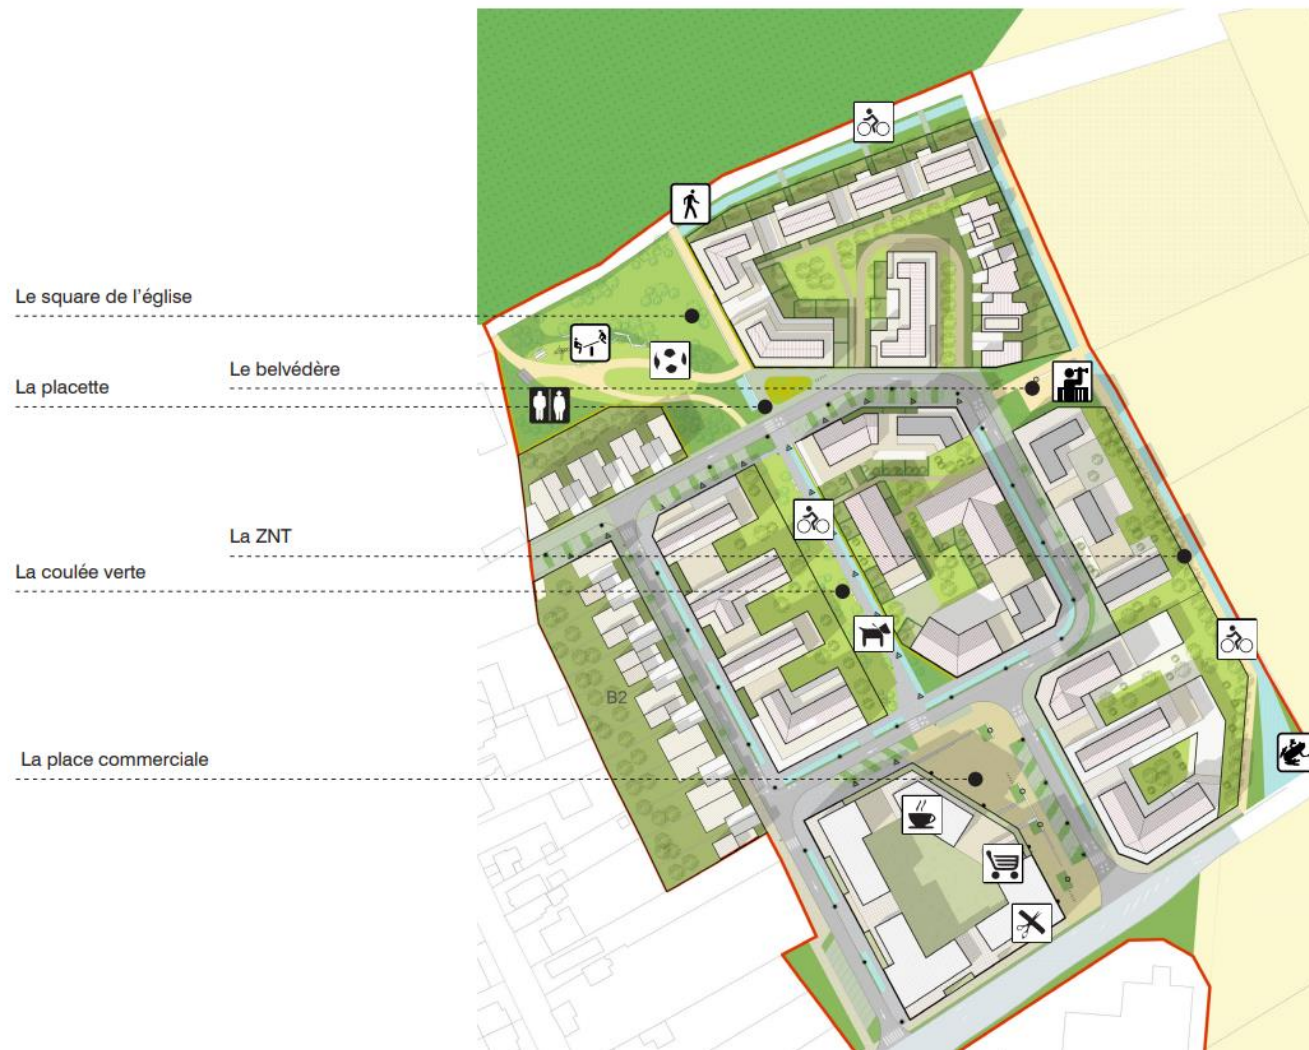 Le square de l'église
Le belvédère
La placette
La ZNT
La coulée verte
B2
La place commerciale